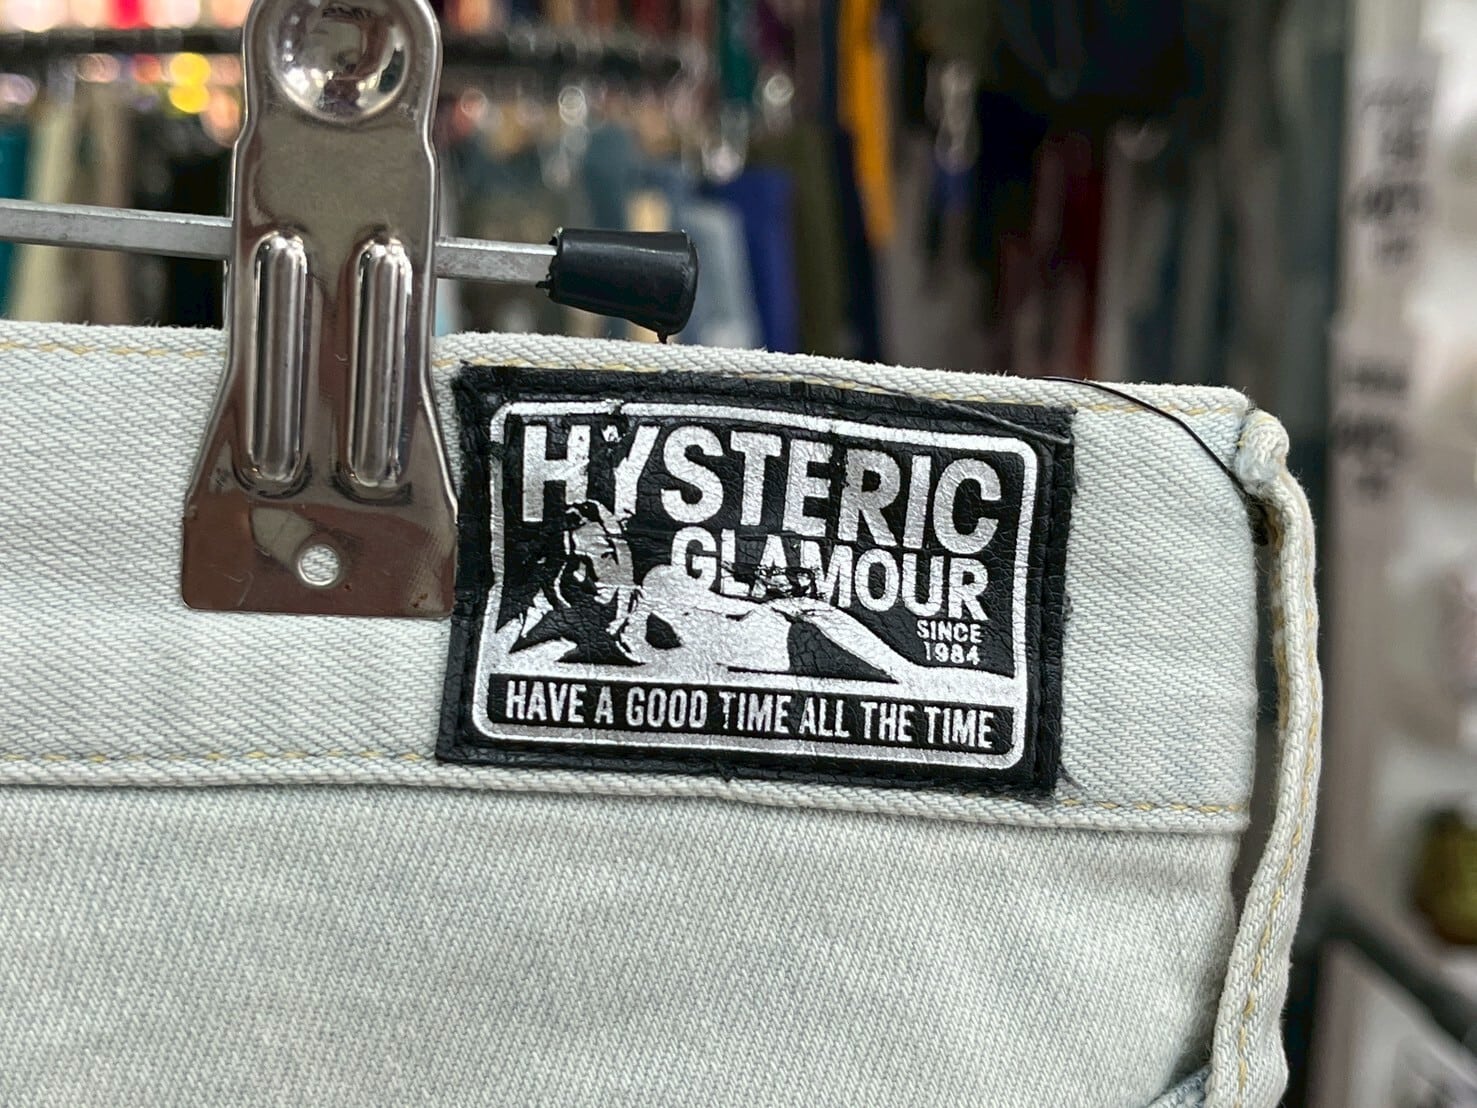 HYSTERIC
GLAMOUR
SINCE
1984
HAVE A GOOD TIME ALL THE TIME